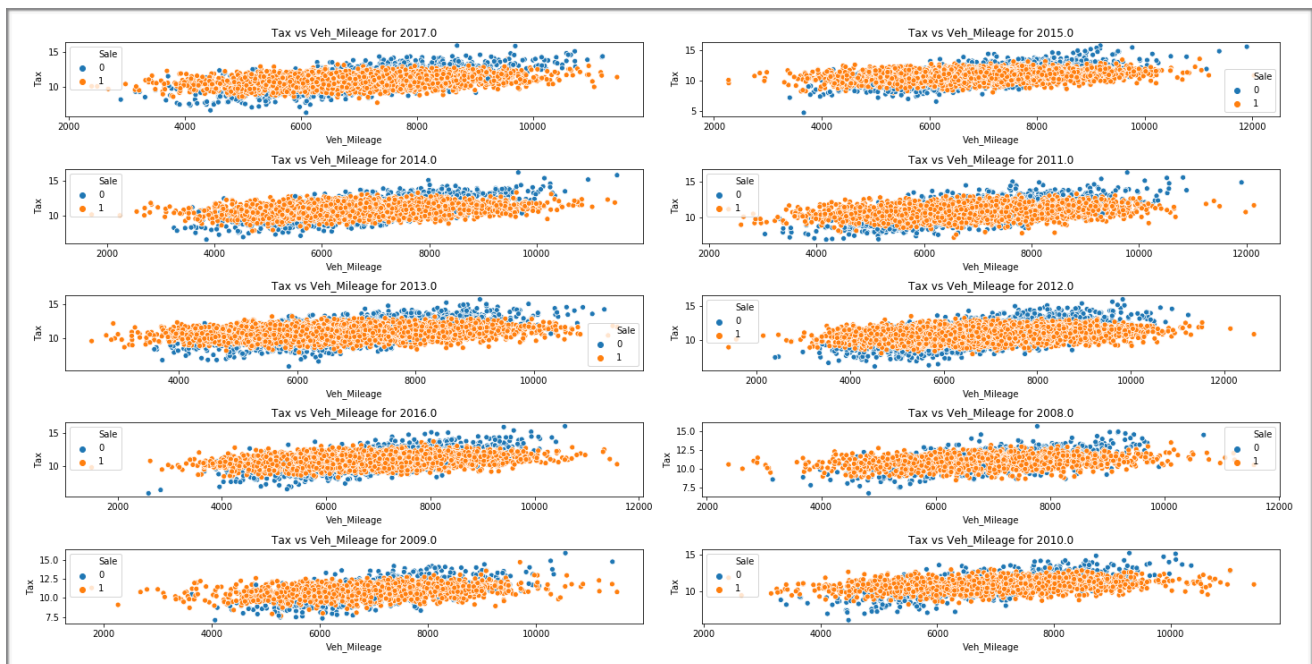 Tax vs Veh_Mileage for 2017.0
Sale
0
1
15
10
Tax
2000 4000 6000 8000 10000
Veh_Mileage
Tax vs Veh_Mileage for 2015.0
15
10
5
Tax
Sale
0
1
2000 4000 6000 8000 10000 12000
Veh_Mileage
Tax vs Veh_Mileage for 2014.0
Sale
0
1
15
10
Tax
2000 4000 6000 8000 10000
Veh_Mileage
Tax vs Veh_Mileage for 2011.0
Sale
0
1
15
10
Tax
2000 4000 6000 8000 10000 12000
Veh_Mileage
Tax vs Veh_Mileage for 2013.0
15
10
Tax
Sale
0
1
4000 6000 8000 10000
Veh_Mileage
Tax vs Veh_Mileage for 2012.0
Sale
0
1
15
10
Tax
2000 4000 6000 8000 10000 12000
Veh_Mileage
Tax vs Veh_Mileage for 2016.0
Sale
0
1
15
10
Tax
2000 4000 6000 8000 10000 12000
Veh_Mileage
Tax vs Veh_Mileage for 2008.0
15.0
12.5
10.0
7.5
Tax
Sale
0
1
2000 4000 6000 8000 10000 12000
Veh_Mileage
Tax vs Veh_Mileage for 2009.0
Sale
0
1
15.0
12.5
10.0
7.5
Tax
2000 4000 6000 8000 10000
Veh_Mileage
Tax vs Veh_Mileage for 2010.0
Sale
0
1
15
10
Tax
2000 4000 6000 8000 10000
Veh_Mileage